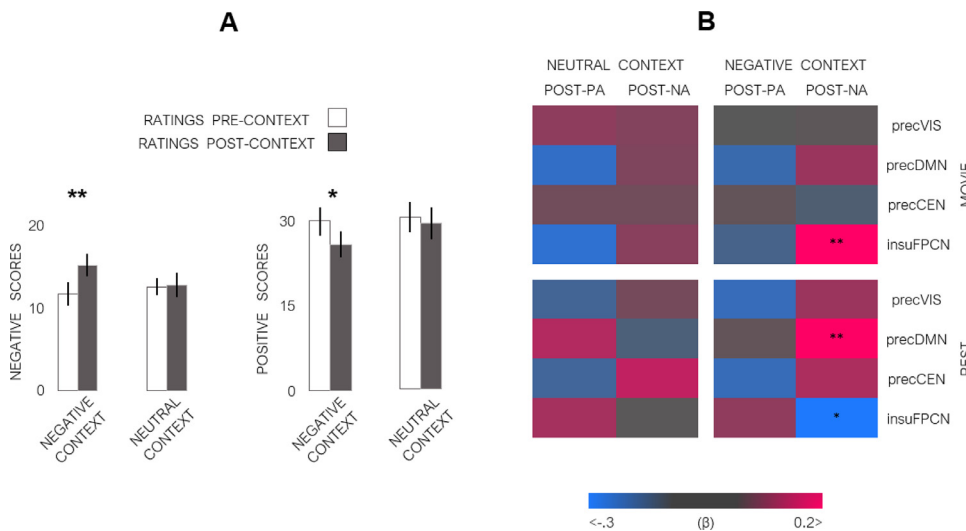 A
RATINGS PRE-CONTEXT
RATINGS POST-CONTEXT
**
20
10
0
NEGATIVE SCORES
NEGATIVE CONTEXT
NEUTRAL CONTEXT
*
30
15
0
POSITIVE SCORES
NEGATIVE CONTEXT
NEUTRAL CONTEXT
B
NEUTRAL CONTEXT NEGATIVE CONTEXT
POST-PA POST-NA POST-PA POST-NA
precVIS
precDMN
precCEN
** insuFPCN
MOVIE
precVIS
** precDMN
precCEN
* insuFPCN
REST
<-.3 (β) 0.2>